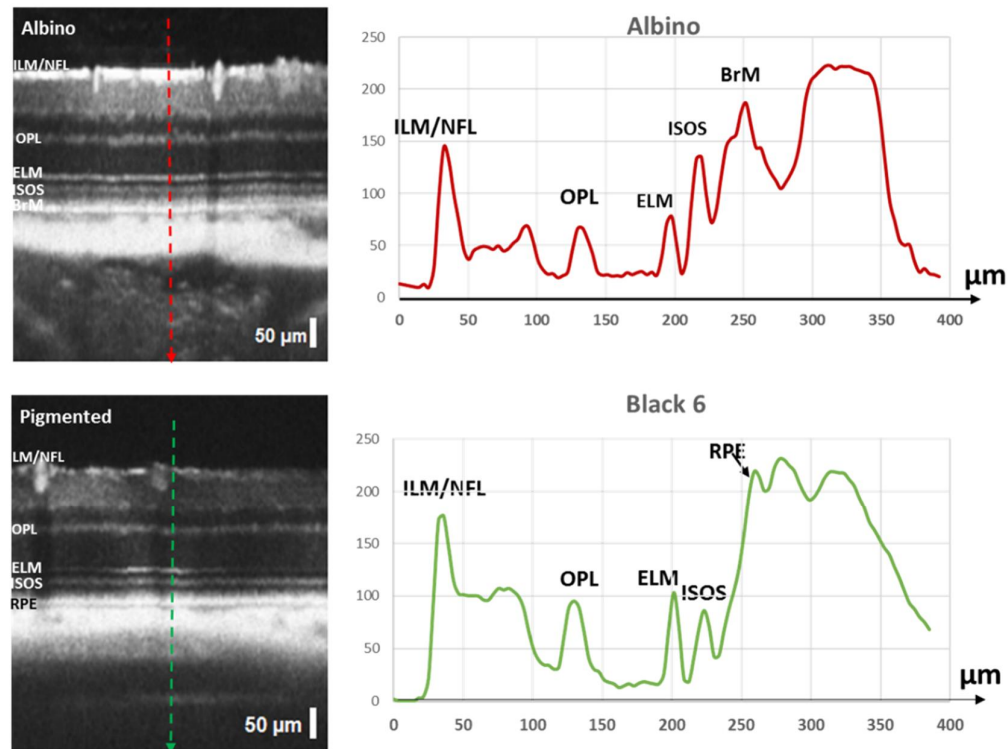 Albino
ILM/NFL
OPL
ELM
ISOS
BrM
50 µm
Albino
250
200
150
100
50
0
ILM/NFL
OPL
ELM
ISOS
BrM
µm
0 50 100 150 200 250 300 350 400
Pigmented
LM/NFL
OPL
ELM
ISOS
RPE
50 µm
Black 6
250
200
150
100
50
0
ILM/NFL
OPL
ELM
ISOS
RPE
µm
0 50 100 150 200 250 300 350 400